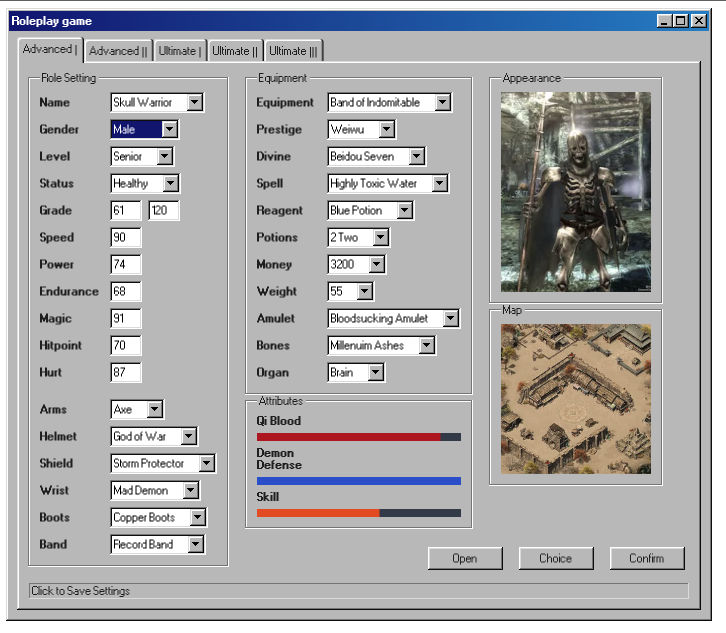 Roleplay game
Advanced | Advanced || Ultimate | Ultimate || Ultimate |||
Role Setting
Name Skull Warrior
Gender Male
Level Senior
Status Healthy
Grade 61 120
Speed 90
Power 74
Endurance 68
Magic 91
Hitpoint 70
Hurt 87
Arms Axe
Helmet God of War
Shield Storm Protector
Wrist Mad Demon
Boots Copper Boots
Band Record Band
Equipment
Equipment Band of Indomitable
Prestige Weiwu
Divine Beidou Seven
Spell Highly Toxic Water
Reagent Blue Potion
Potions 2 Two
Money 3200
Weight 55
Amulet Bloodsucking Amulet
Bones Millenuim Ashes
Organ Brain
Attributes
Qi Blood
Demon
Defense
Skill
Appearance
Map
Open Choice Confirm
Click to Save Settings